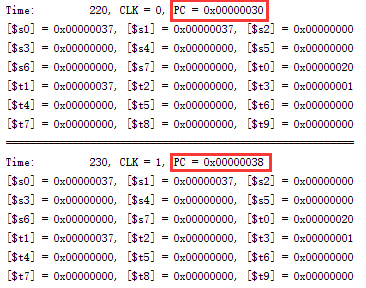 Time: 220, CLK = 0, PC = 0x00000030
[$s0] = 0x00000037, [$s1] = 0x00000037, [$s2] = 0x00000000
[$s3] = 0x00000000, [$s4] = 0x00000000, [$s5] = 0x00000000
[$s6] = 0x00000000, [$s7] = 0x00000000, [$t0] = 0x00000020
[$t1] = 0x00000037, [$t2] = 0x00000000, [$t3] = 0x00000001
[$t4] = 0x00000000, [$t5] = 0x00000000, [$t6] = 0x00000000
[$t7] = 0x00000000, [$t8] = 0x00000000, [$t9] = 0x00000000
Time: 230, CLK = 1, PC = 0x00000038
[$s0] = 0x00000037, [$s1] = 0x00000037, [$s2] = 0x00000000
[$s3] = 0x00000000, [$s4] = 0x00000000, [$s5] = 0x00000000
[$s6] = 0x00000000, [$s7] = 0x00000000, [$t0] = 0x00000020
[$t1] = 0x00000037, [$t2] = 0x00000000, [$t3] = 0x00000001
[$t4] = 0x00000000, [$t5] = 0x00000000, [$t6] = 0x00000000
[$t7] = 0x00000000, [$t8] = 0x00000000, [$t9] = 0x00000000